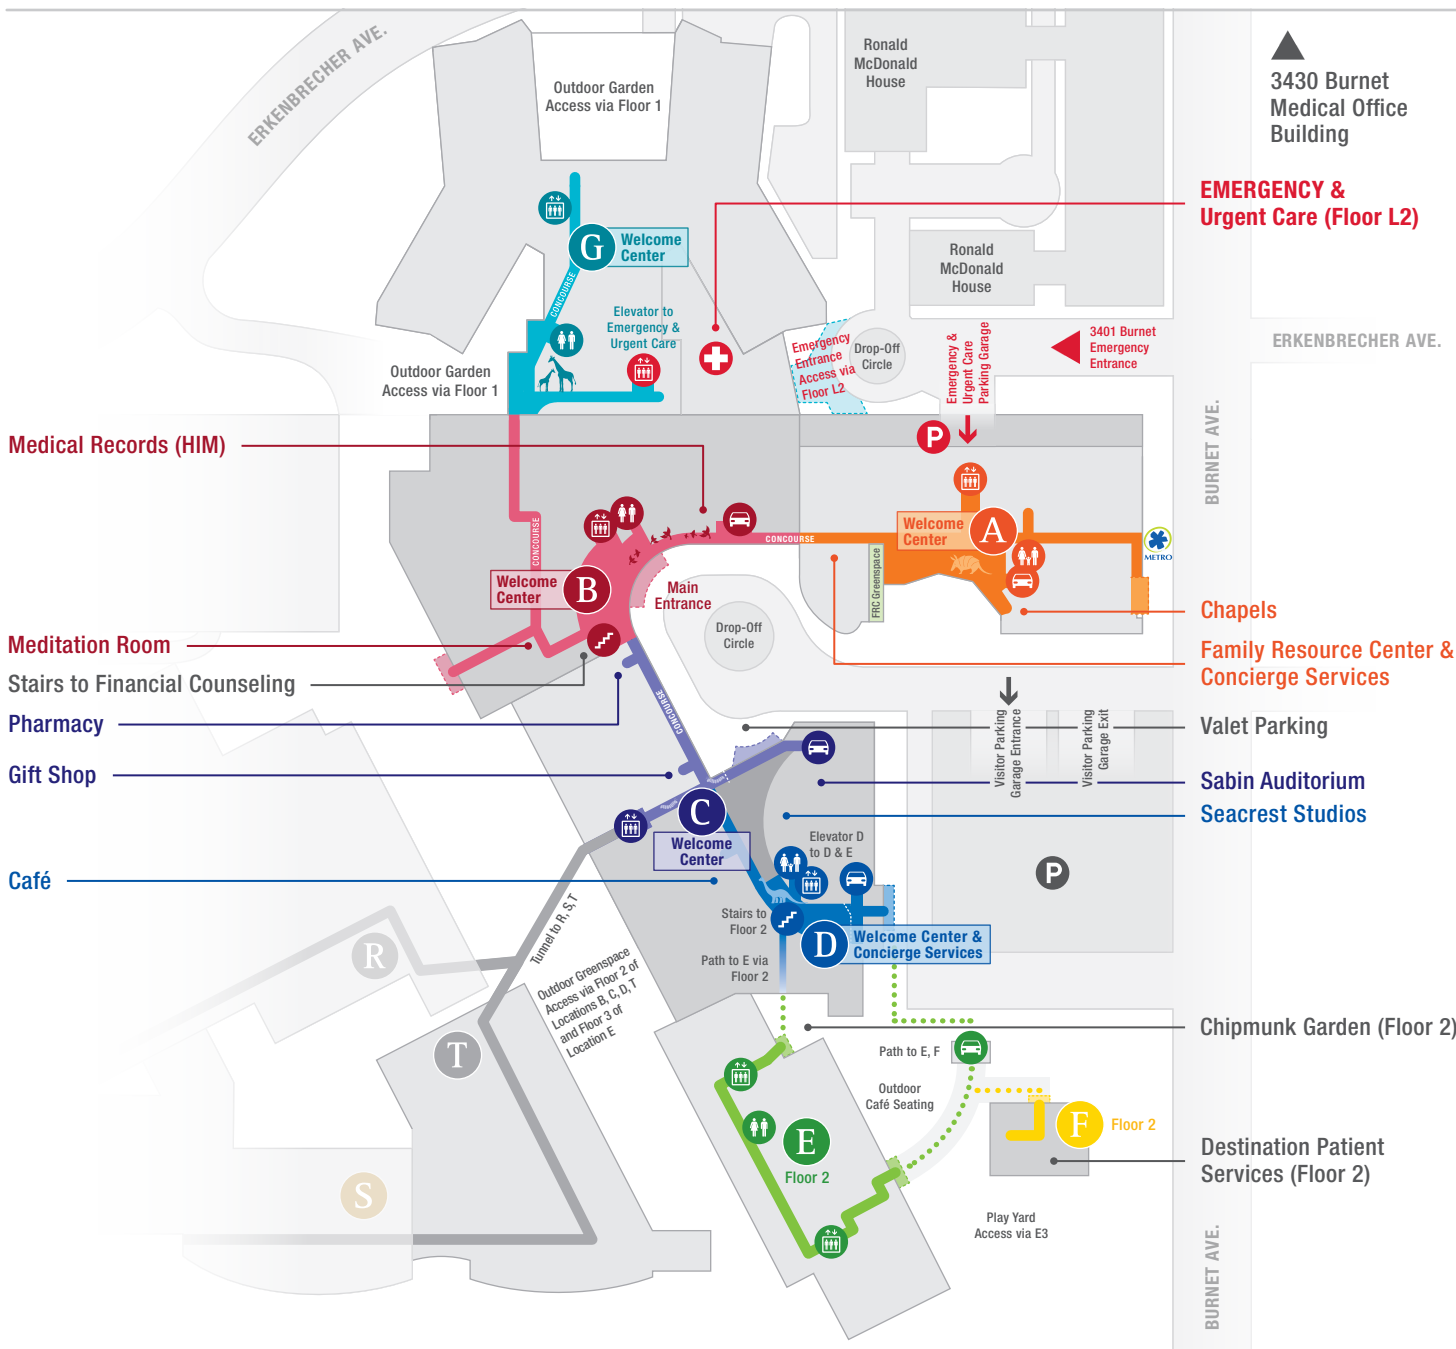 ERKENBRECHER AVE.
Outdoor Garden
Access via Floor 1
Ronald
McDonald
House
3430 Burnet
Medical Office
Building
EMERGENCY &
Urgent Care (Floor L2)
G
Welcome
Center
CONCOURSE
Ronald
McDonald
House
Elevator to
Emergency &
Urgent Care
Emergency
Entrance
Access via
Floor L2
Drop-Off
Circle
Emergency &
Urgent Care
Parking Garage
3401 Burnet
Emergency
Entrance
ERKENBRECHER AVE.
Outdoor Garden
Access via Floor 1
BURNET AVE.
Medical Records (HIM)
P
CONCOURSE
CONCOURSE
Welcome
Center
A
METRO
FRC Greenspace
Welcome
Center
B
Main
Entrance
Chapels
Drop-Off
Circle
Meditation Room
Family Resource Center &
Concierge Services
Stairs to Financial Counseling
Pharmacy
CONCOURSE
Visitor Parking
Garage Entrance
Visitor Parking
Garage Exit
Valet Parking
Gift Shop
Sabin Auditorium
C
Welcome
Center
Seacrest Studios
Elevator D
to D & E
Café
P
Stairs to
Floor 2
D
Welcome Center &
Concierge Services
Path to E via
Floor 2
Tunnel to R, S, T
R
Outdoor Greenspace
Access via Floor 2 of
Locations B, C, D, T
and Floor 3 of
Location E
T
Chipmunk Garden (Floor 2)
Path to E, F
Outdoor
Café Seating
E
Floor 2
F
Floor 2
Destination Patient
Services (Floor 2)
S
Play Yard
Access via E3
BURNET AVE.